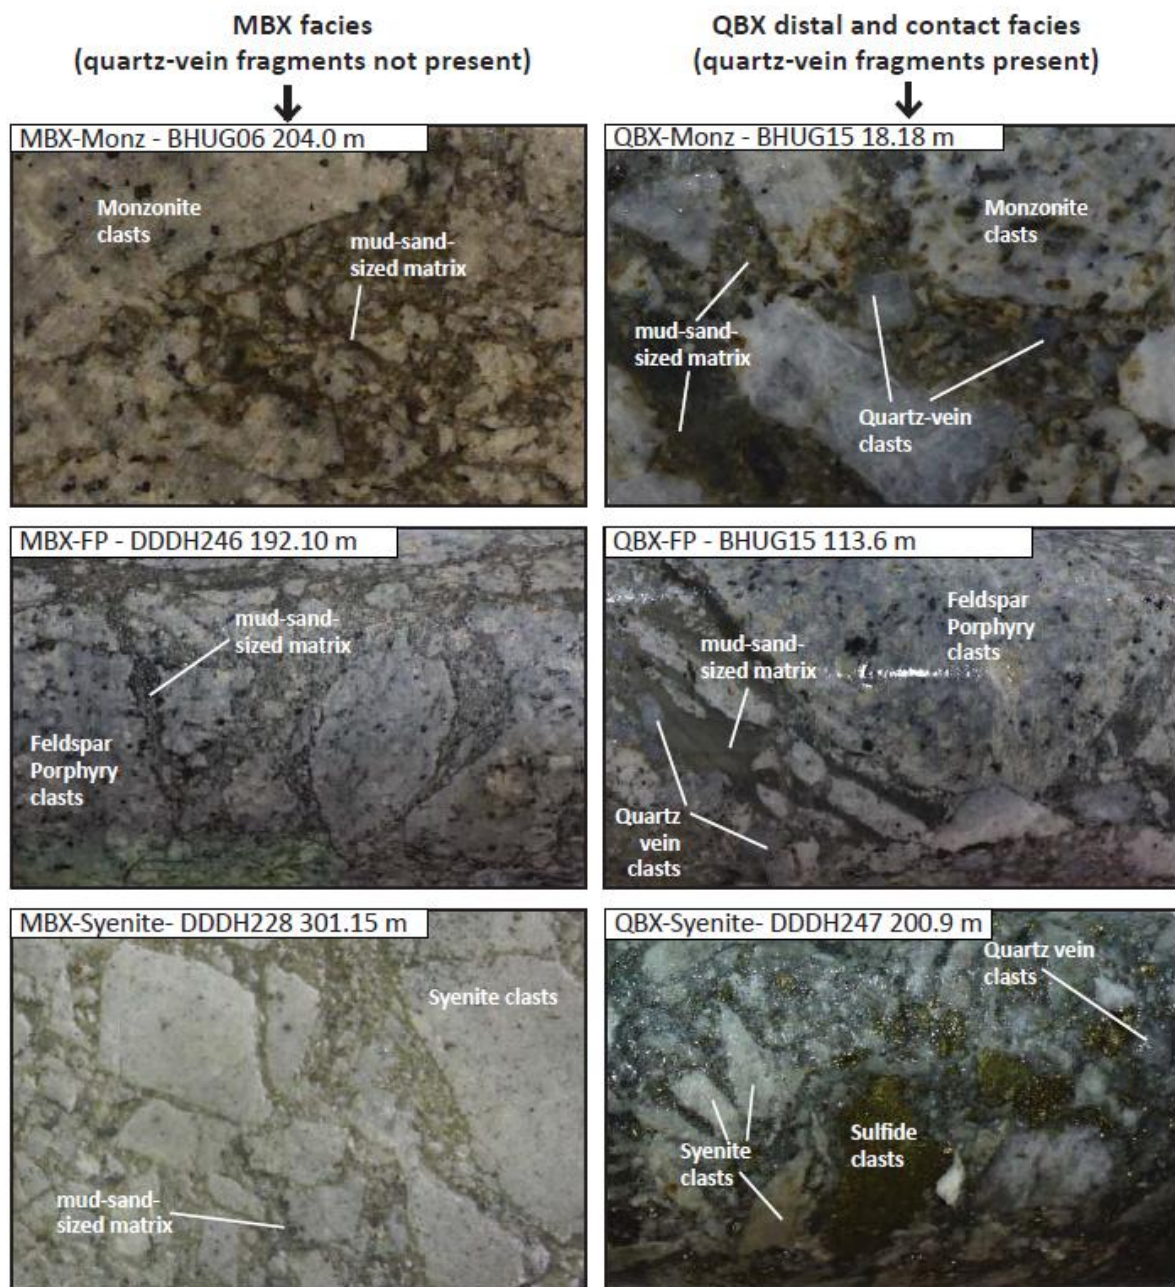 MBX facies
(quartz-vein fragments not present)
QBX distal and contact facies
(quartz-vein fragments present)
MBX-Monz - BHUG06 204.0 m
Monzonite
clasts
mud-sand-
sized matrix
QBX-Monz - BHUG15 18.18 m
Monzonite
clasts
mud-sand-
sized matrix
Quartz-vein
clasts
MBX-FP - DDDH246 192.10 m
mud-sand-
sized matrix
Feldspar
Porphyry
clasts
QBX-FP - BHUG15 113.6 m
Feldspar
Porphyry
clasts
mud-sand-
sized matrix
Quartz
vein
clasts
MBX-Syenite- DDDH228 301.15 m
Syenite clasts
mud-sand-
sized matrix
QBX-Syenite- DDDH247 200.9 m
Quartz vein
clasts
Syenite
clasts
Sulfide
clasts